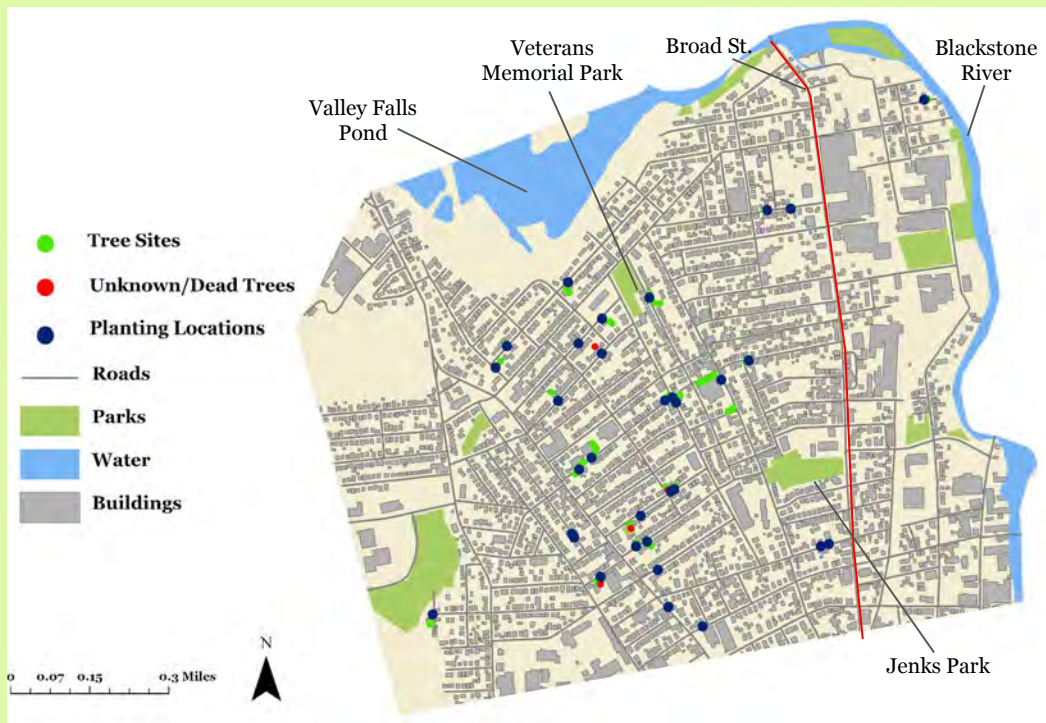 Veterans
Memorial Park
Broad St.
Blackstone
River
Valley Falls
Pond
Tree Sites
Unknown/Dead Trees
Planting Locations
Roads
Parks
Water
Buildings
N
0 0.07 0.15 0.3 Miles
Jenks Park